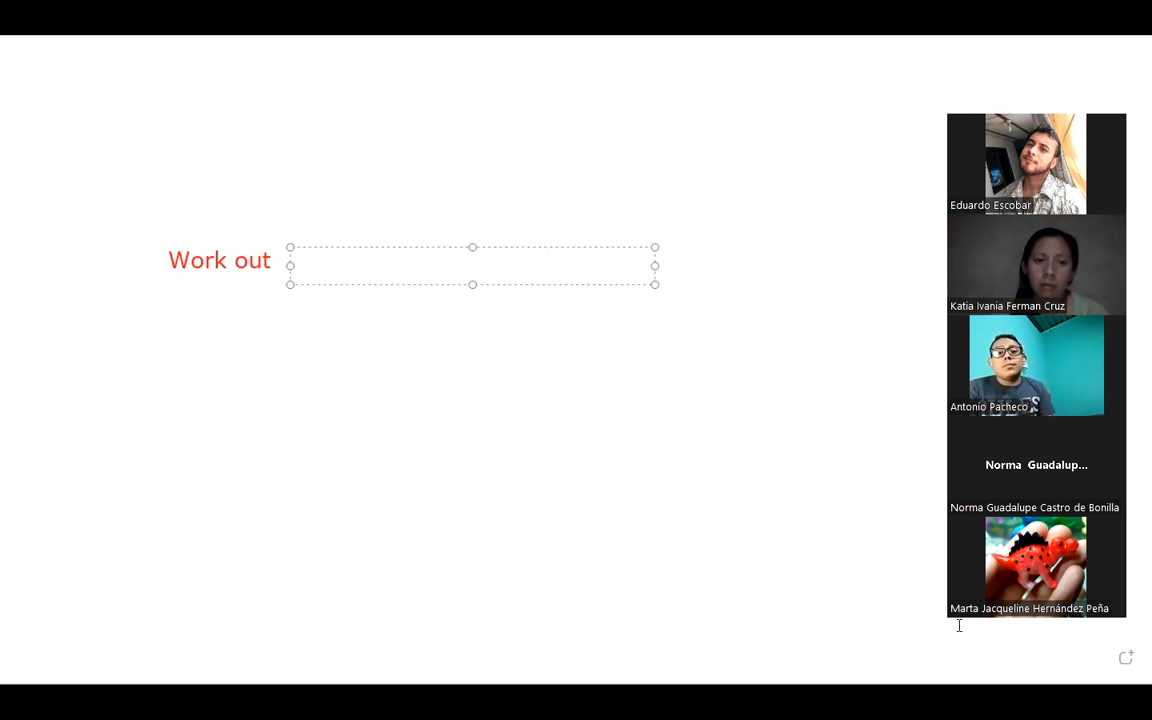 Work out
Eduardo Escobar
Katia Ivania Ferman Cruz
Antonio Pacheco
Norma Guadalup...
Norma Guadalupe Castro de Bonilla
Marta Jacqueline Hernández Peña